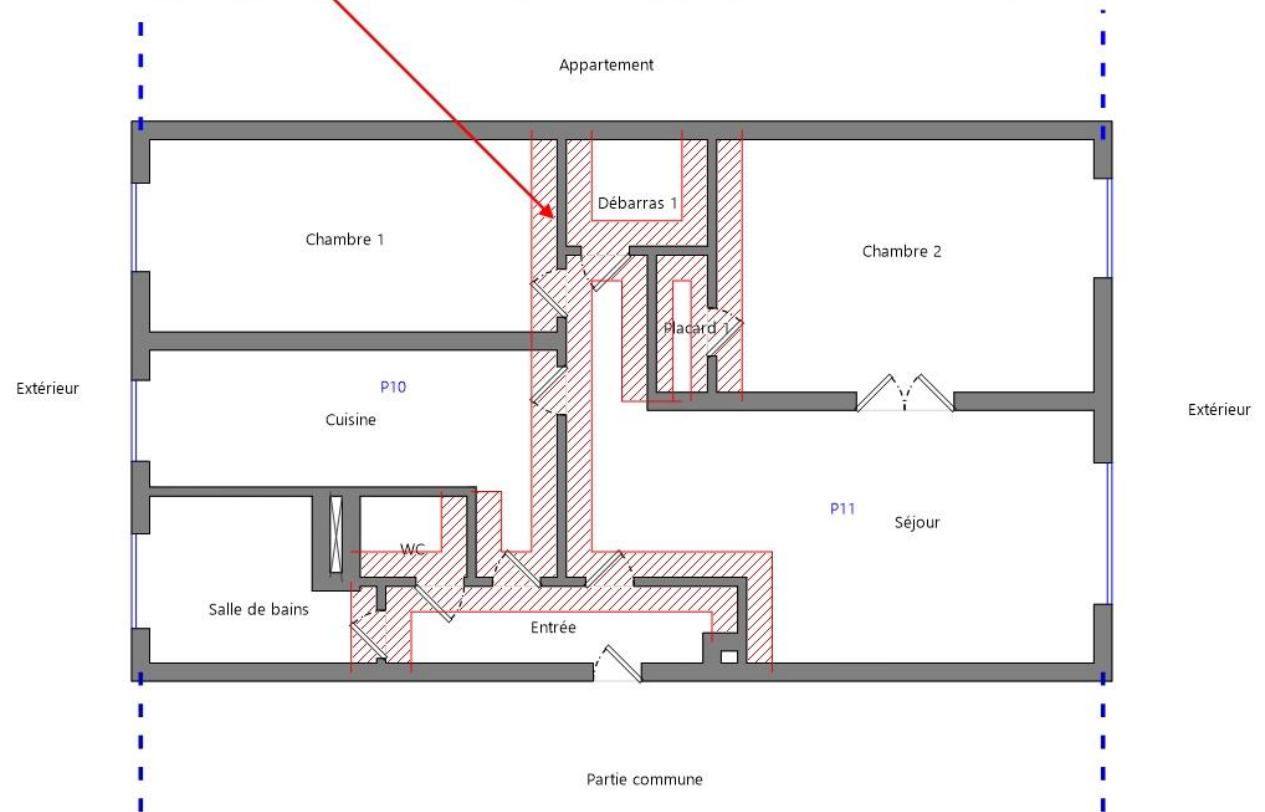 Appartement
Débarras 1
Chambre 1
Chambre 2
Placard 1
Extérieur
P10
Extérieur
Cuisine
P11
Séjour
WC
Salle de bains
Entrée
Partie commune